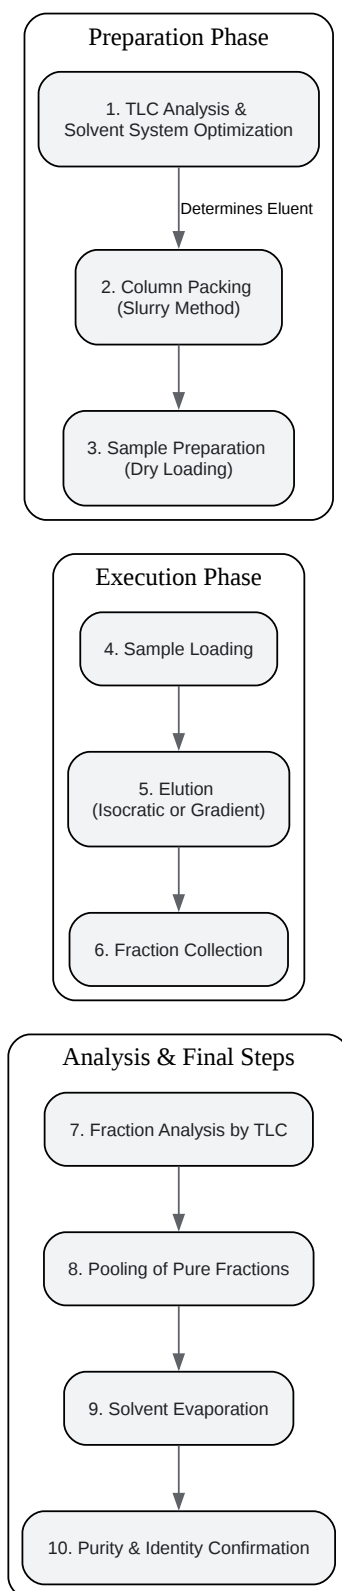 Preparation Phase
1. TLC Analysis &
Solvent System Optimization
Determines Eluent
2. Column Packing
(Slurry Method)
3. Sample Preparation
(Dry Loading)
Execution Phase
4. Sample Loading
5. Elution
(Isocratic or Gradient)
6. Fraction Collection
Analysis & Final Steps
7. Fraction Analysis by TLC
8. Pooling of Pure Fractions
9. Solvent Evaporation
10. Purity & Identity Confirmation